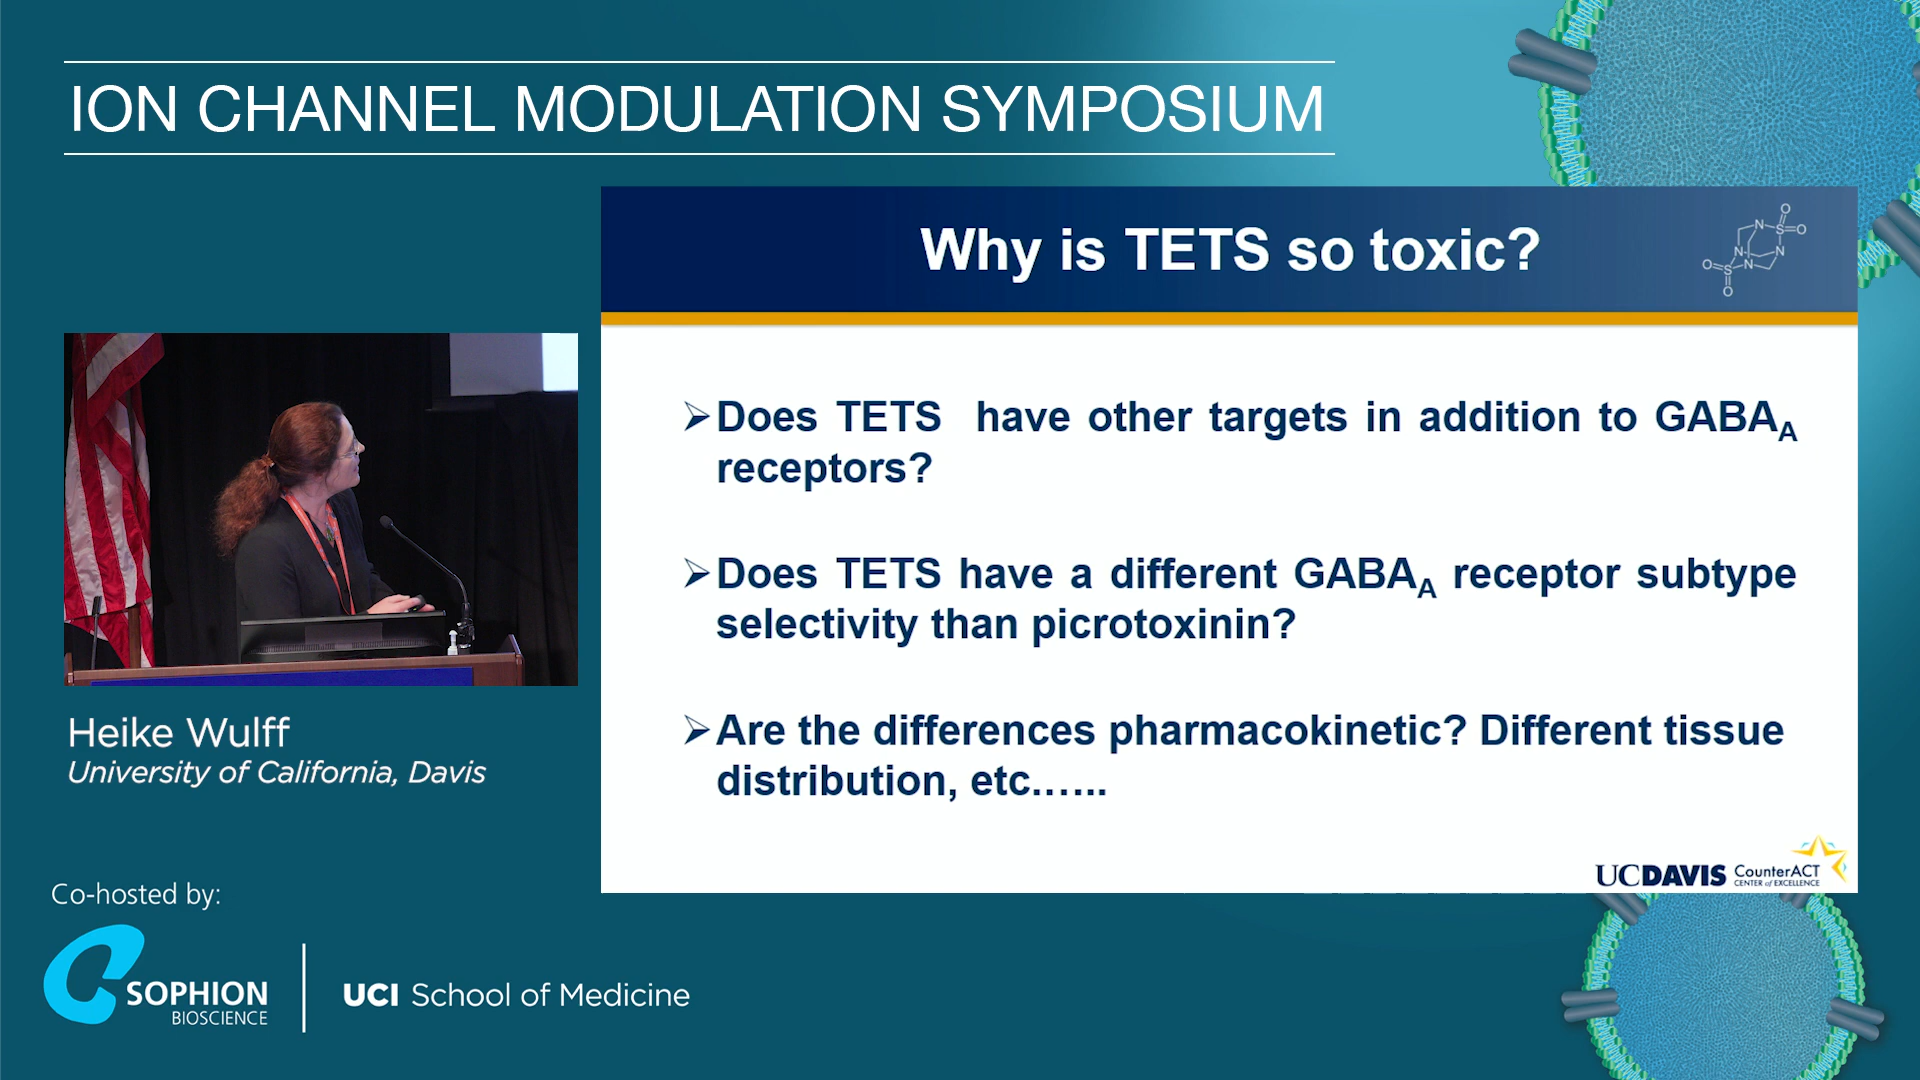 ION CHANNEL MODULATION SYMPOSIUM
Why is TETS so toxic?
N
S
O
O
N
N
N
S
O
O
➢Does TETS have other targets in addition to GABA_A
receptors?
➢Does TETS have a different GABA_A receptor subtype
selectivity than picrotoxinin?
➢Are the differences pharmacokinetic? Different tissue
distribution, etc.…...
UCDAVIS
CounterACT
CENTER of EXCELLENCE
Heike Wulff
University of California, Davis
Co-hosted by:
SOPHION
BIOSCIENCE
UCI School of Medicine